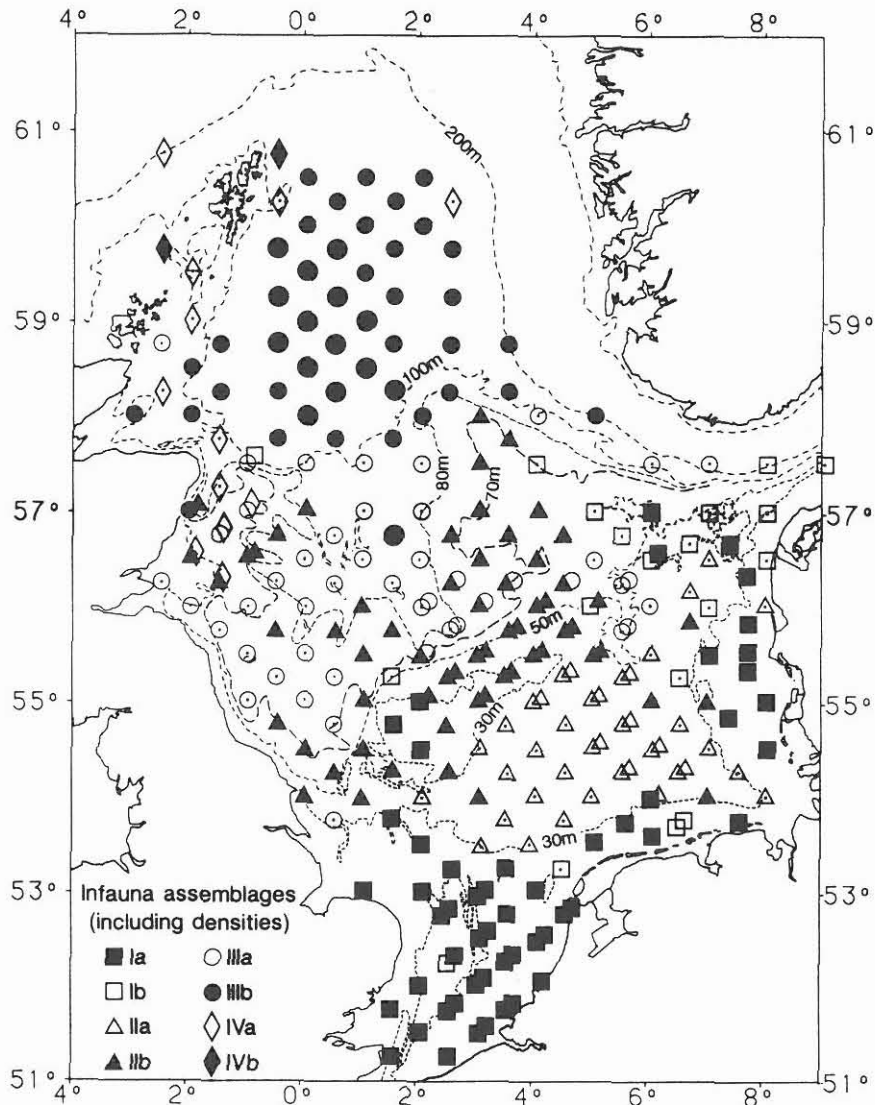 4° 2° 0° 2° 4° 6° 8°
61° 61°
59° 59°
57° 57°
55° 55°
53° 53°
51° 51°
200m
100m
80m
70m
50m
30m
30m
Infauna assemblages
(including densities)
Ia IIIa
Ib IIIb
IIa IVa
IIb IVb
4° 2° 0° 2° 4° 6° 8°